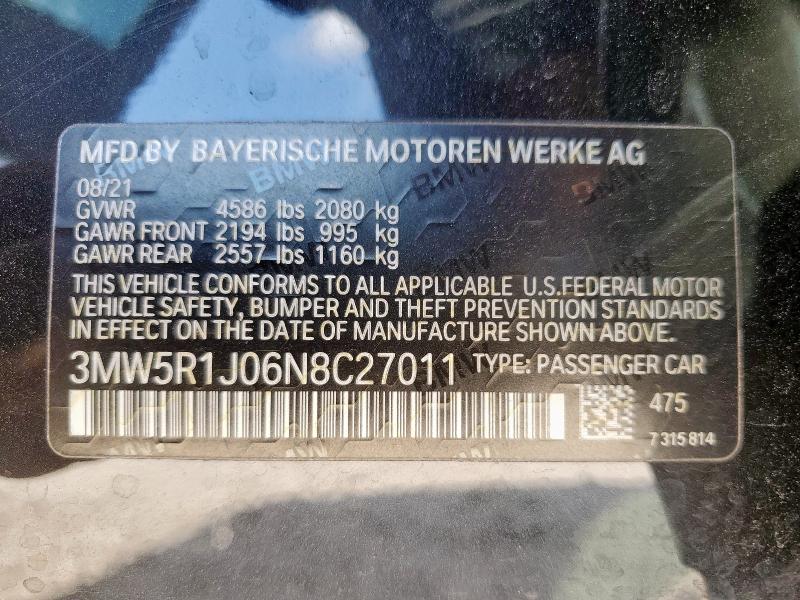 MFD BY BAYERISCHE MOTOREN WERKE AG
08/21
GVWR 4586 lbs 2080 kg
GAWR FRONT 2194 lbs 995 kg
GAWR REAR 2557 lbs 1160 kg
THIS VEHICLE CONFORMS TO ALL APPLICABLE U.S.FEDERAL MOTOR
VEHICLE SAFETY, BUMPER AND THEFT PREVENTION STANDARDS
IN EFFECT ON THE DATE OF MANUFACTURE SHOWN ABOVE.
3MW5R1J06N8C27011 TYPE: PASSENGER CAR
475
7 315 814